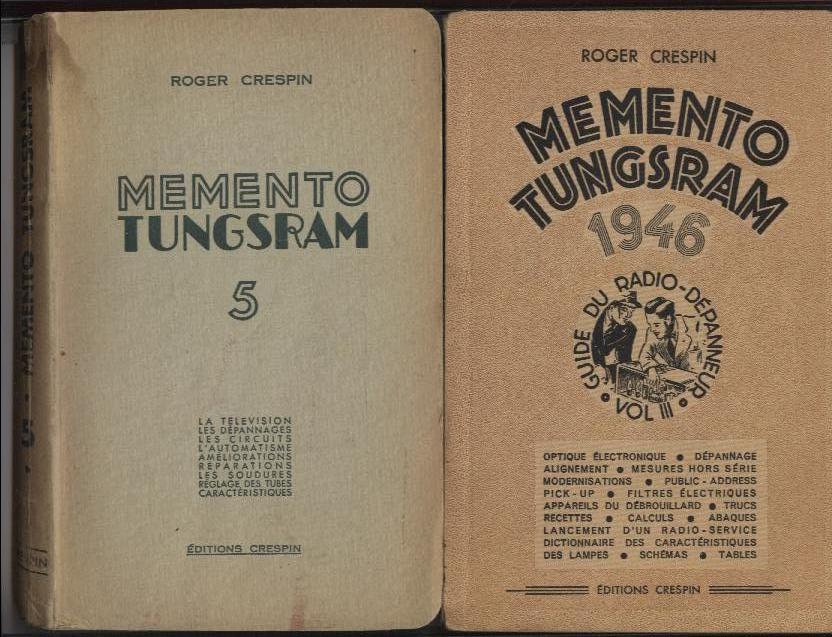 5 • MEMENTO TUNGSRAM
ROGER CRESPIN
MEMENTO
TUNGSRAM
5
LA TÉLÉVISION
LES DÉPANNAGES
LES CIRCUITS
L'AUTOMATISME
AMÉLIORATIONS
RÉPARATIONS
LES SOUDURES
RÉGLAGE DES TUBES
CARACTÉRISTIQUES
ÉDITIONS CRESPIN
ROGER CRESPIN
MEMENTO
TUNGSRAM
1946
• GUIDE DU RADIO-DÉPANNEUR •
VOL III
OPTIQUE ÉLECTRONIQUE • DÉPANNAGE
ALIGNEMENT • MESURES HORS SÉRIE
MODERNISATIONS • PUBLIC-ADDRESS
PICK-UP • FILTRES ÉLECTRIQUES
APPAREILS DU DÉBROUILLARD • TRUCS
RECETTES • CALCULS • ABAQUES
LANCEMENT D'UN RADIO-SERVICE
DICTIONNAIRE DES CARACTÉRISTIQUES
DES LAMPES • SCHÉMAS • TABLES
ÉDITIONS CRESPIN